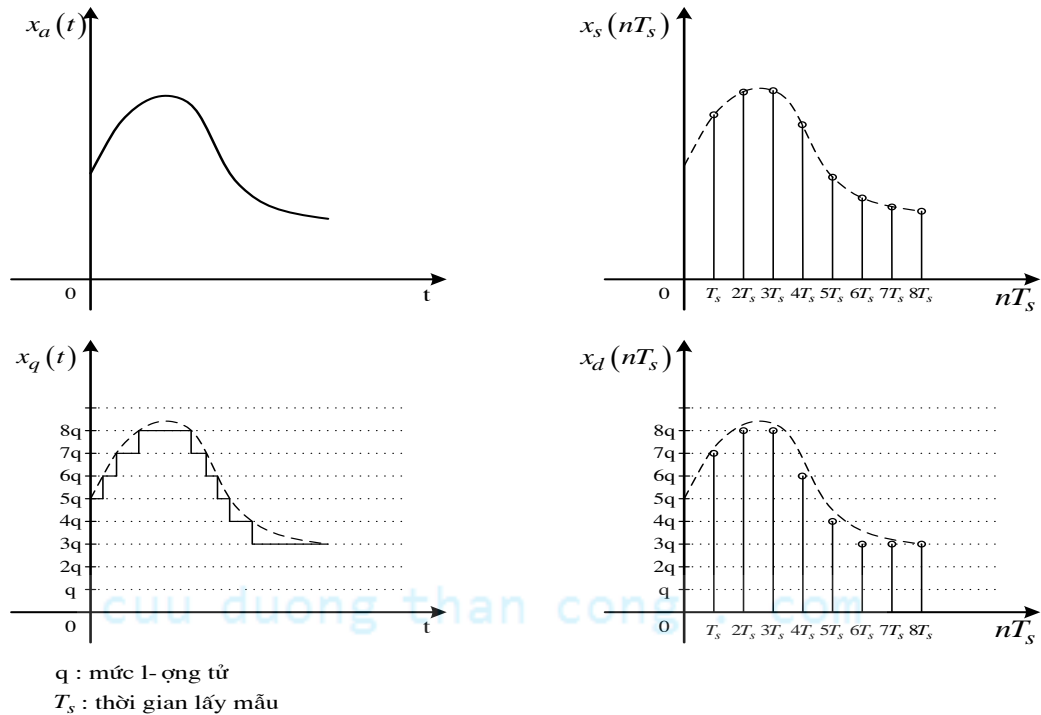 x_a(t)
0
t
x_s(nT_s)
0 T_s 2T_s 3T_s 4T_s 5T_s 6T_s 7T_s 8T_s
nT_s
x_q(t)
8q
7q
6q
5q
4q
3q
2q
q
0
t
x_d(nT_s)
8q
7q
6q
5q
4q
3q
2q
q
0 T_s 2T_s 3T_s 4T_s 5T_s 6T_s 7T_s 8T_s
nT_s
cuu duong than cong . com
q : mức l- ợng tử
T_s : thời gian lấy mẫu